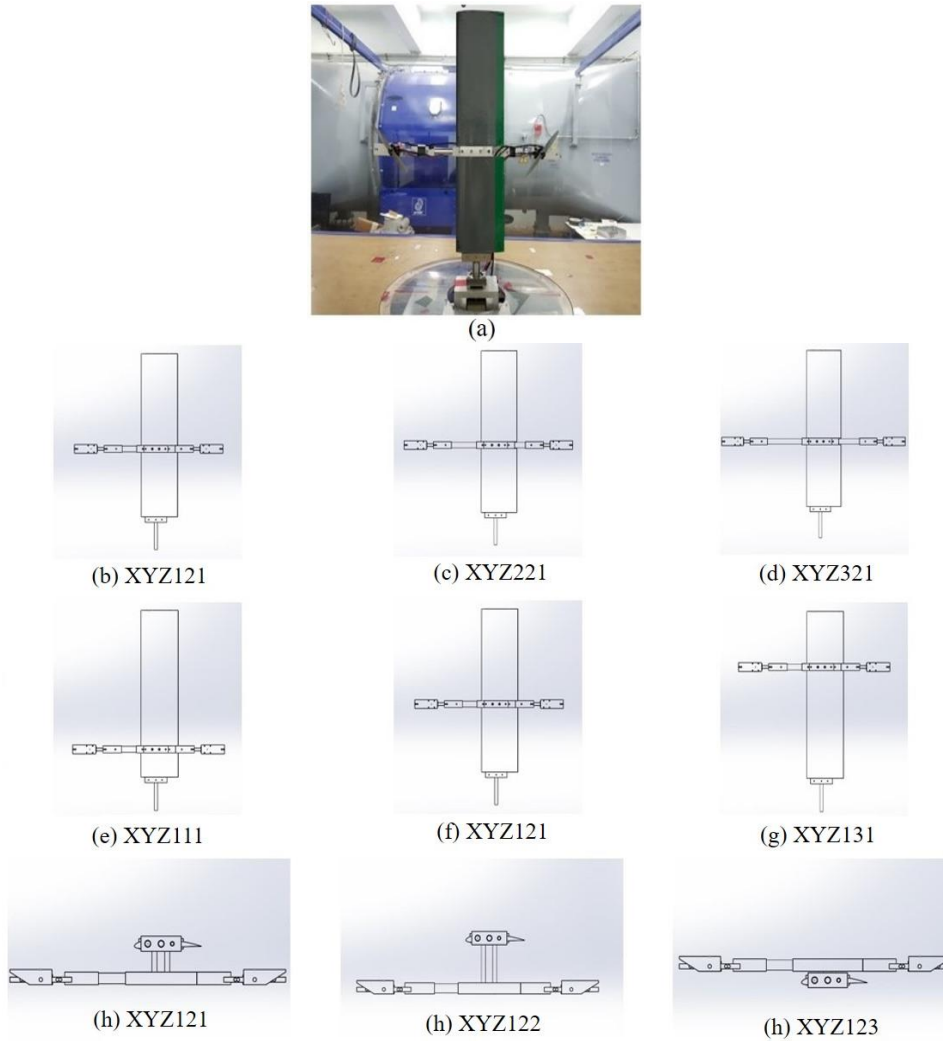 (a)
(b) XYZ121
(c) XYZ221
(d) XYZ321
(e) XYZ111
(f) XYZ121
(g) XYZ131
(h) XYZ121
(h) XYZ122
(h) XYZ123